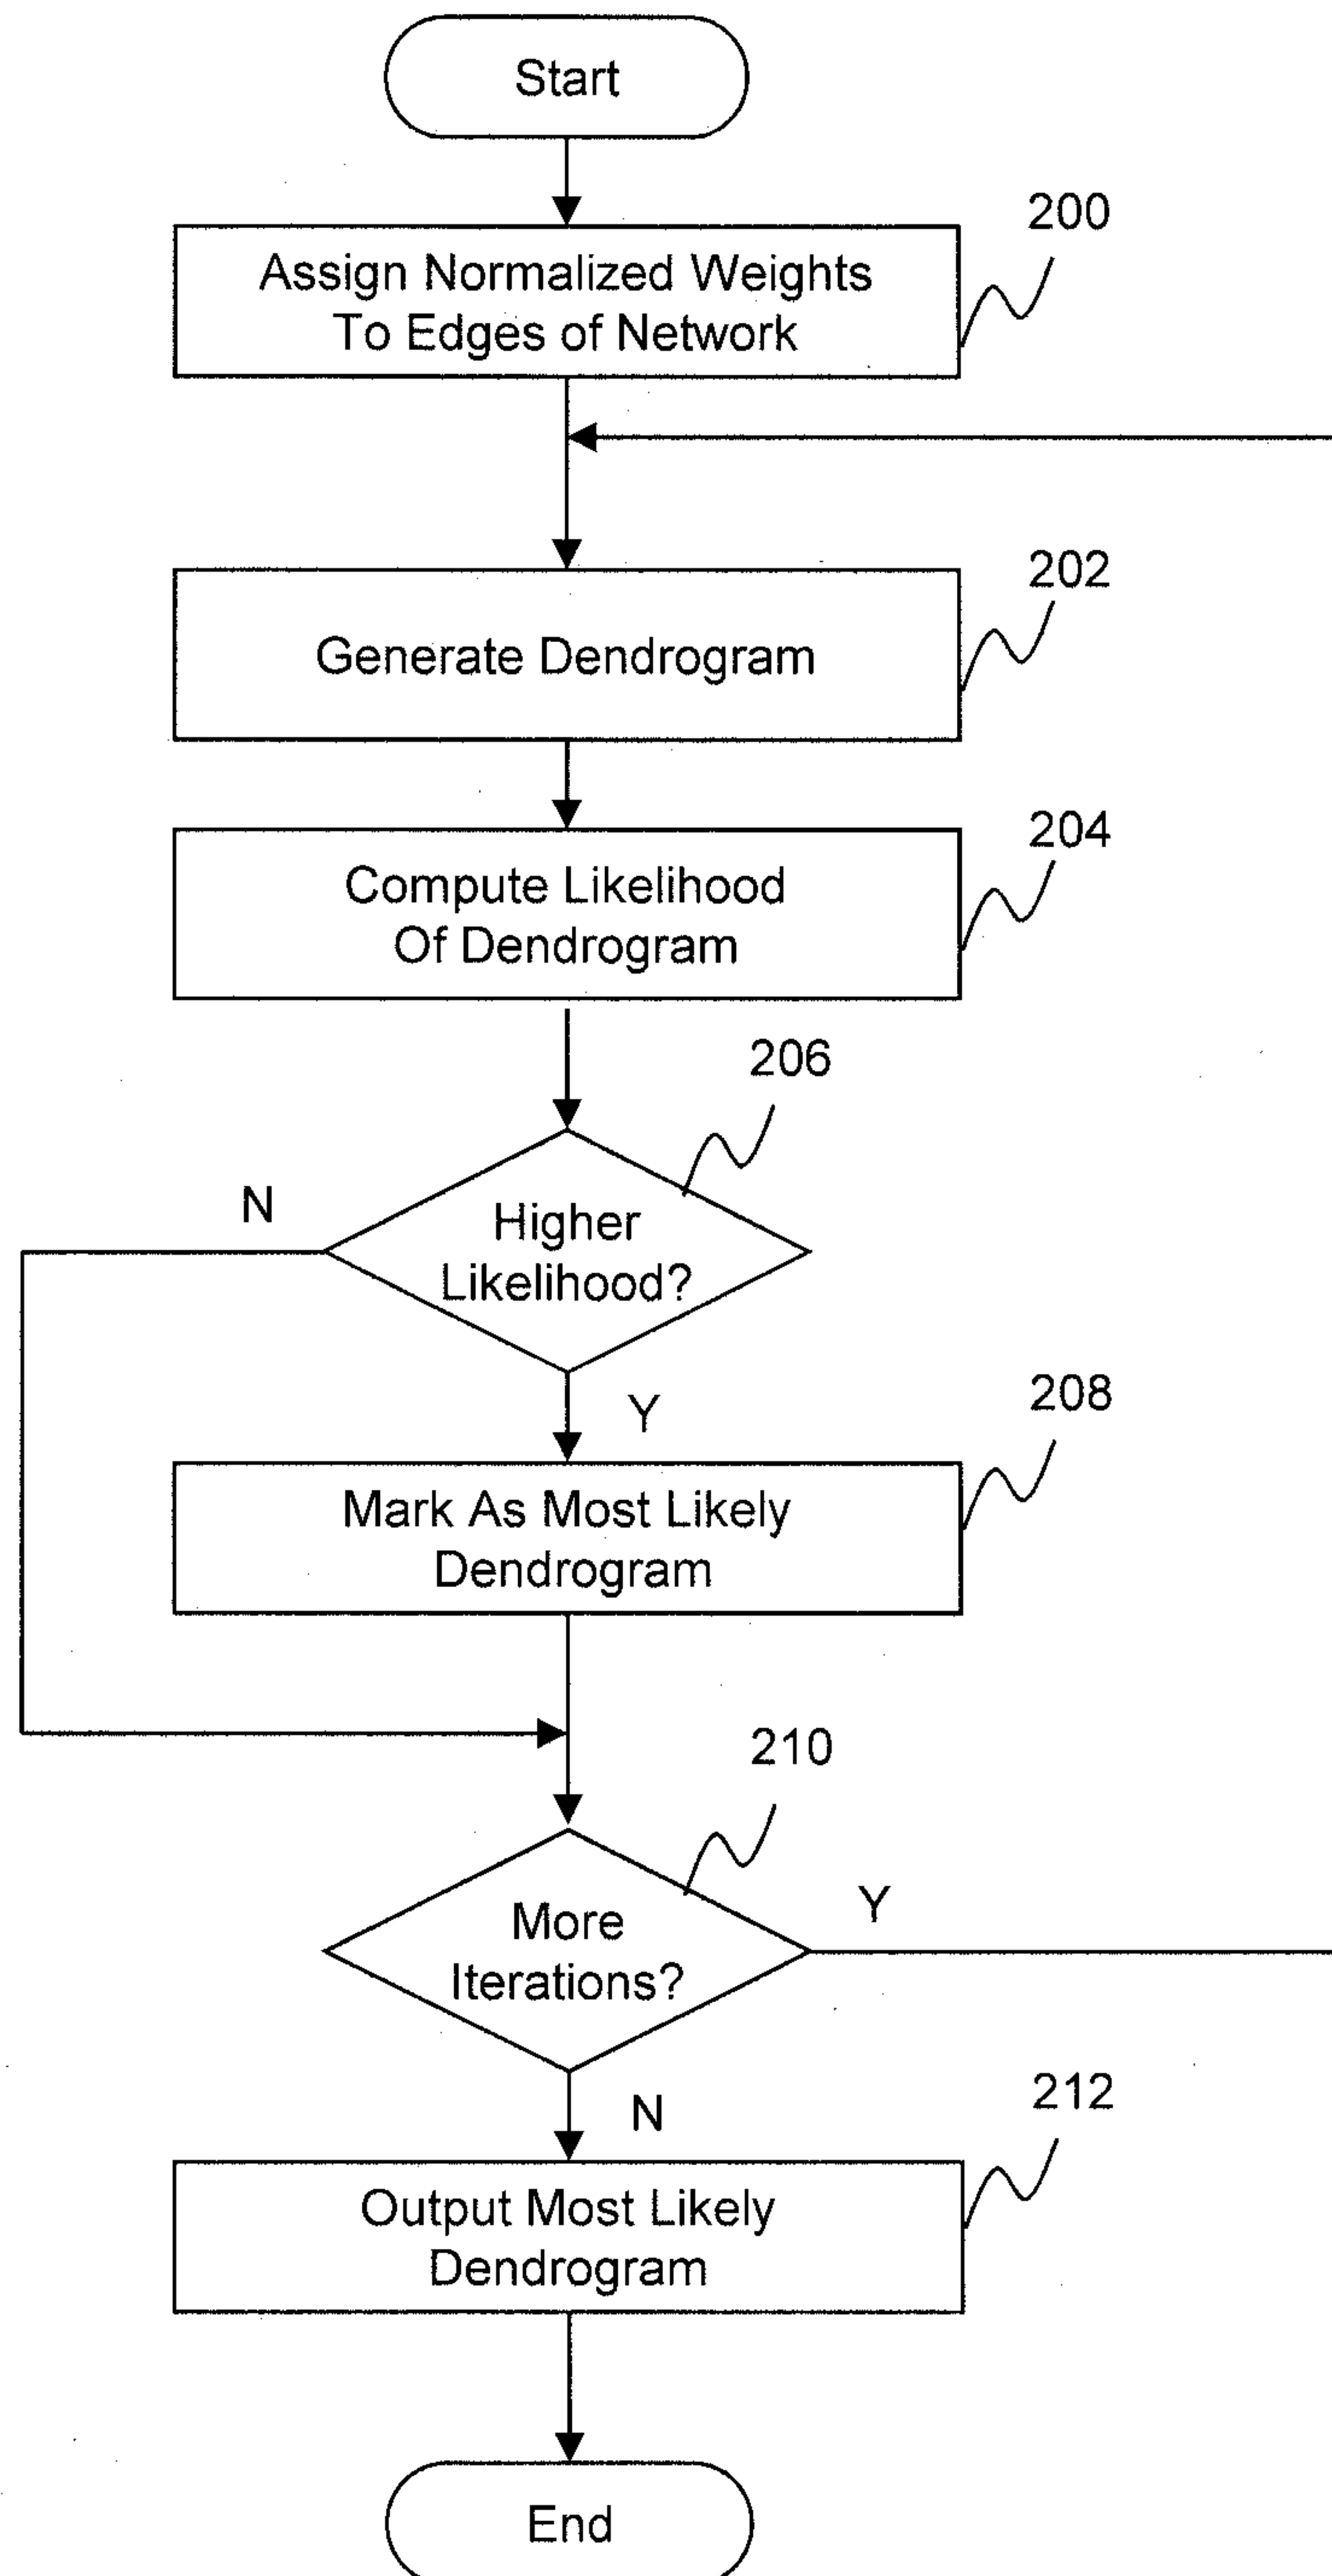 Start
200
Assign Normalized Weights
To Edges of Network
202
Generate Dendrogram
204
Compute Likelihood
Of Dendrogram
206
N
Higher
Likelihood?
Y
208
Mark As Most Likely
Dendrogram
210
Y
More
Iterations?
N
212
Output Most Likely
Dendrogram
End